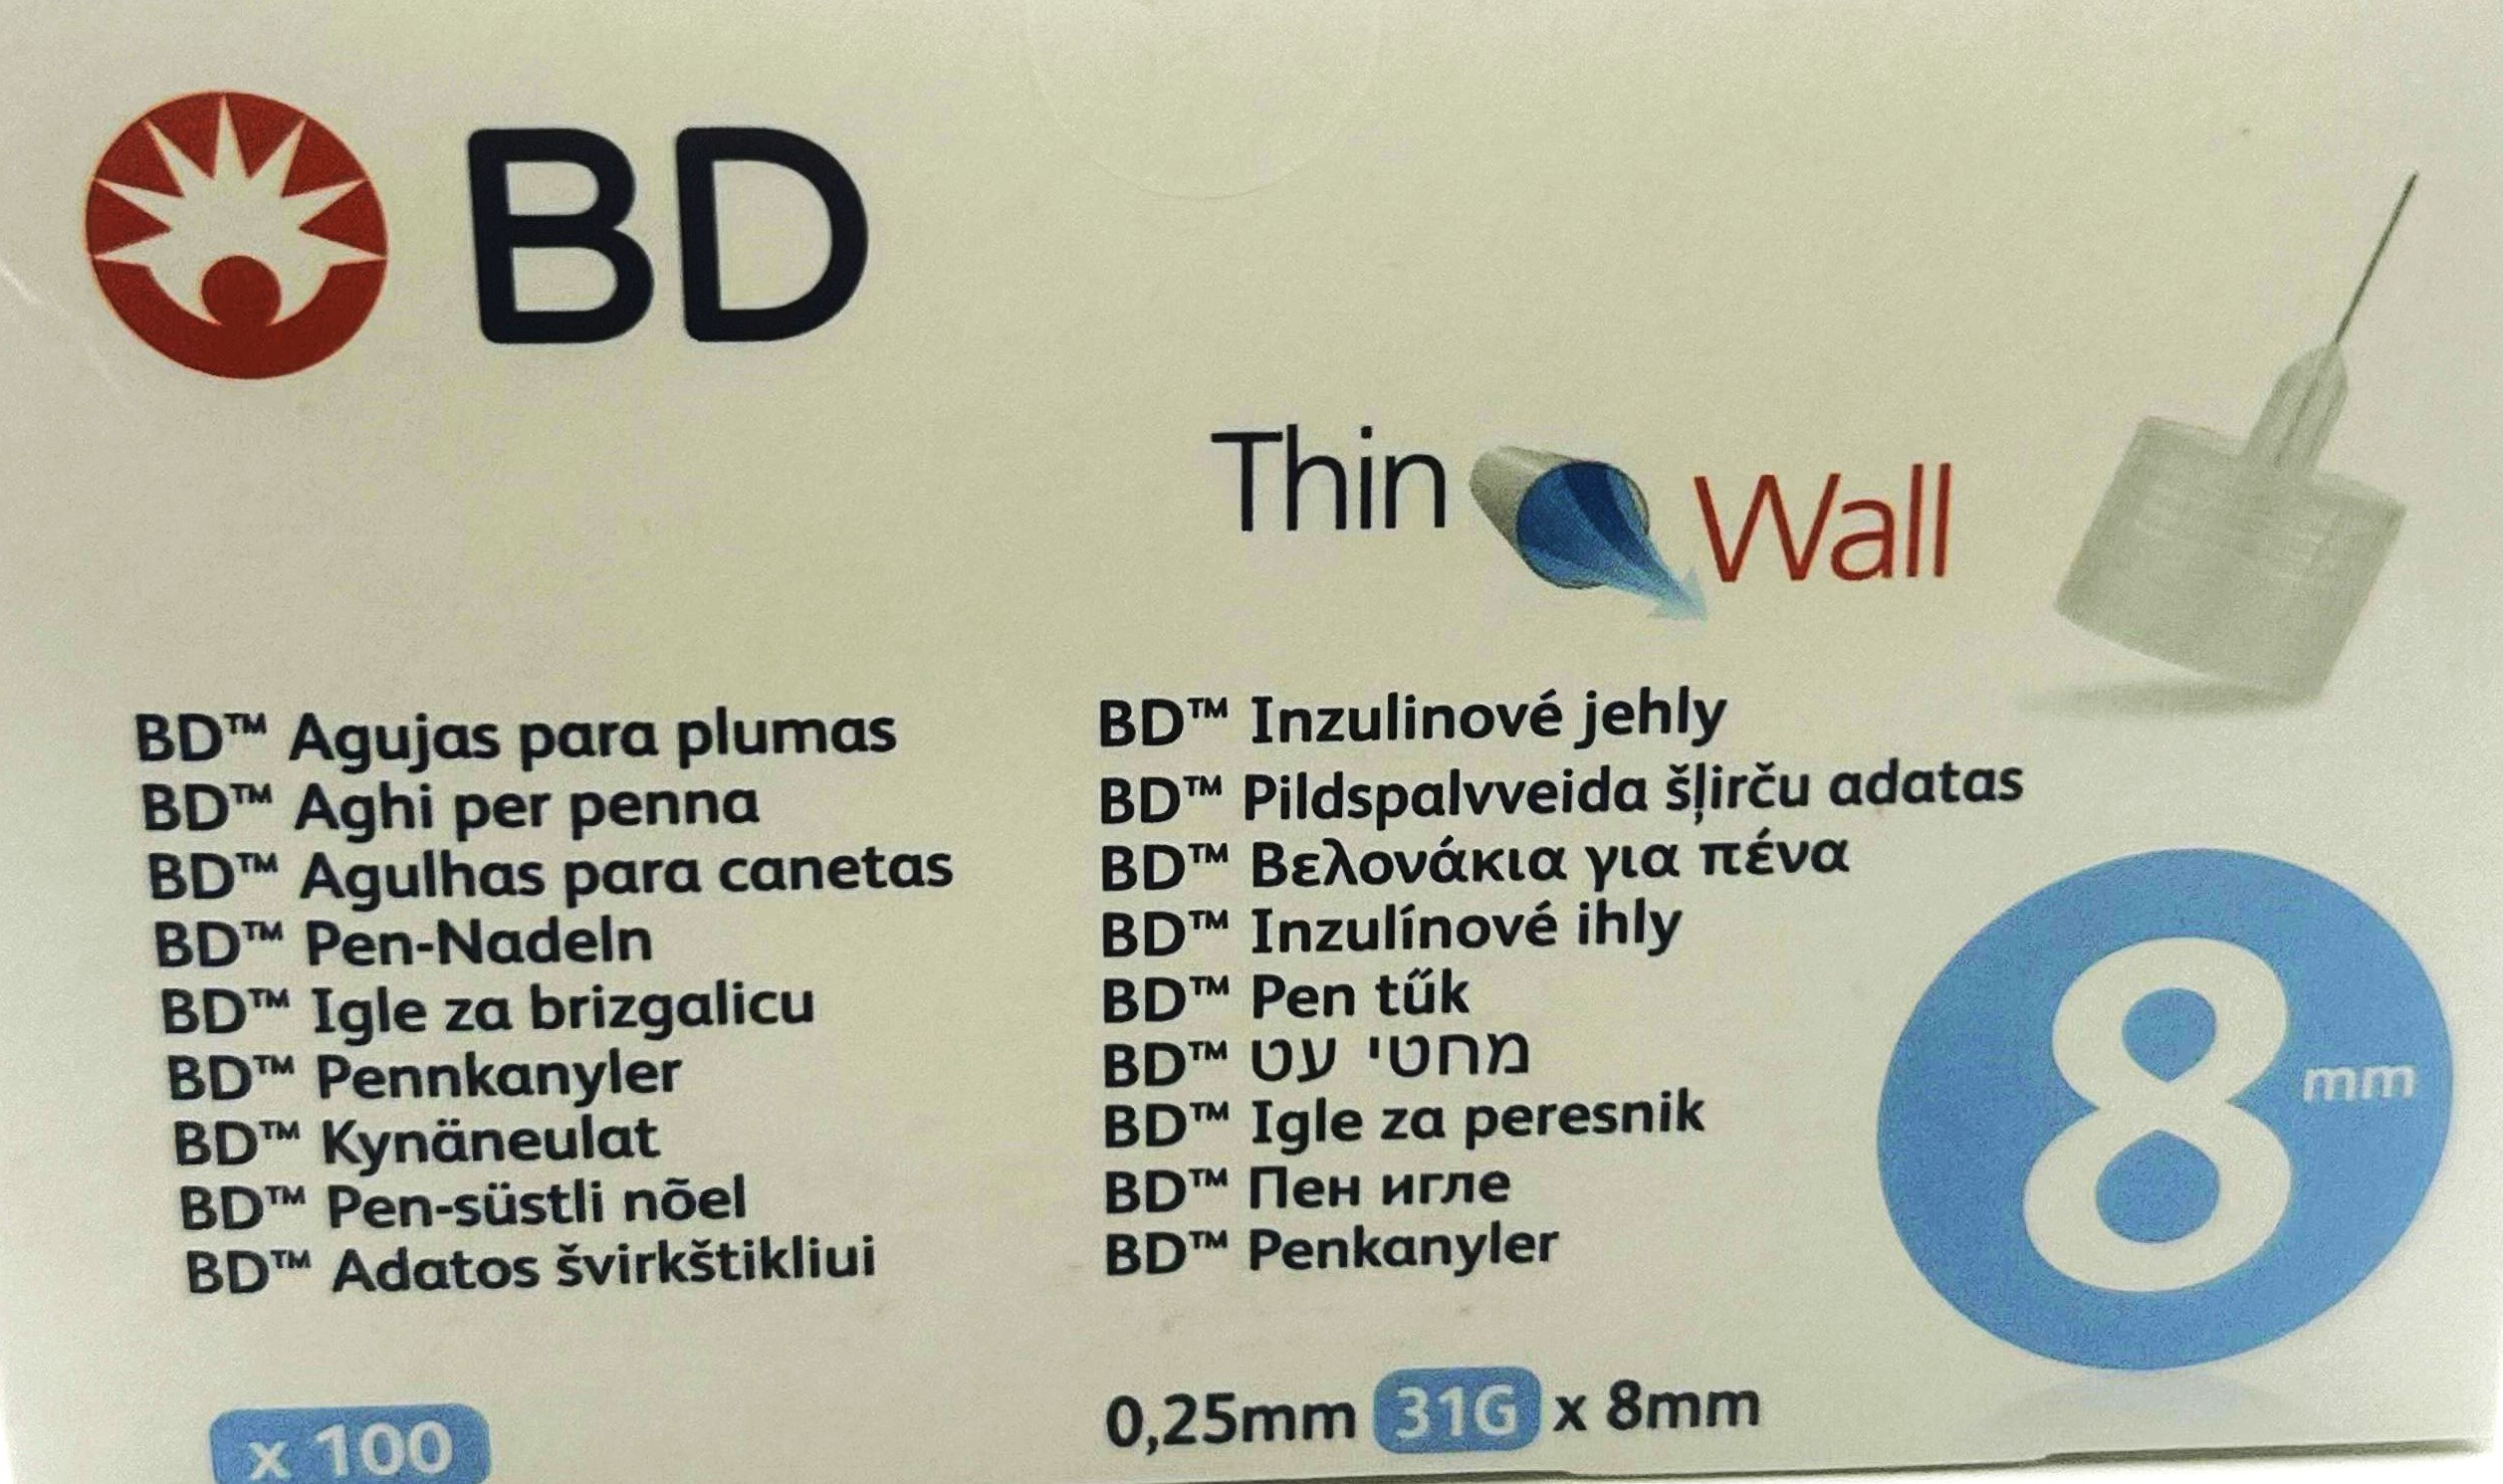 BD
Thin Wall
BD™ Agujas para plumas
BD™ Aghi per penna
BD™ Agulhas para canetas
BD™ Pen-Nadeln
BD™ Igle za brizgalicu
BD™ Pennkanyler
BD™ Kynäneulat
BD™ Pen-süstli nõel
BD™ Adatos švirkštikliui
BD™ Inzulinové jehly
BD™ Pildspalvveida šļirču adatas
BD™ Βελονάκια για πένα
BD™ Inzulínové ihly
BD™ Pen tűk
BD™ מחטי עט
BD™ Igle za peresnik
BD™ Пен игле
BD™ Penkanyler
8 mm
x 100
0,25mm 31G x 8mm